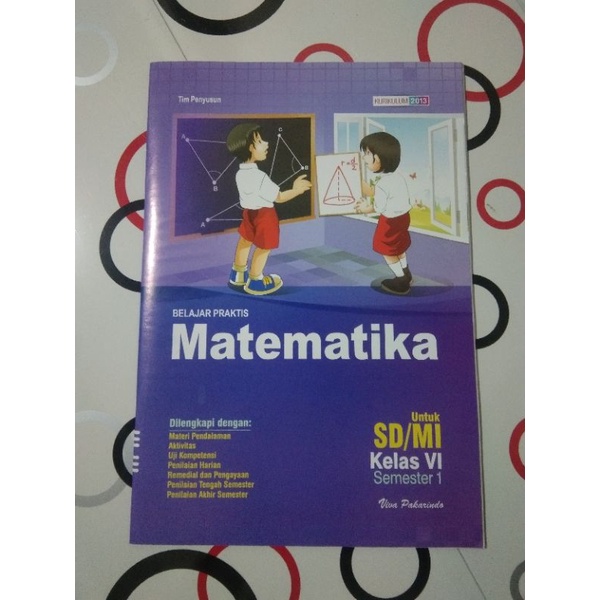 Tim Penyusun
KURIKULUM 2013
A
B
C
A
B
r = d/2
BELAJAR PRAKTIS
Matematika
Dilengkapi dengan:
Materi Pendalaman
Aktivitas
Uji Kompetensi
Penilaian Harian
Remedial dan Pengayaan
Penilaian Tengah Semester
Penilaian Akhir Semester
Untuk
SD/MI
Kelas VI
Semester 1
Viva Pakarindo